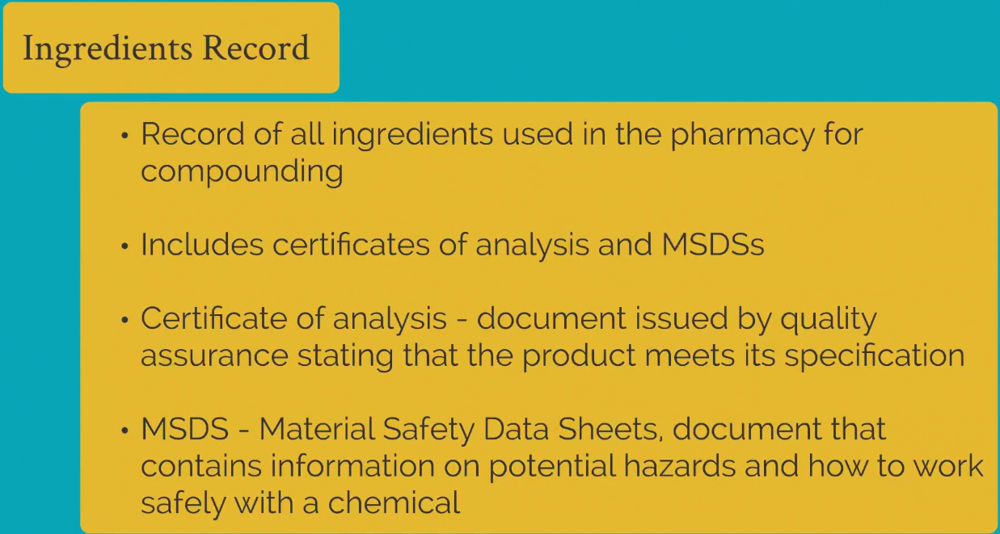 Ingredients Record
• Record of all ingredients used in the pharmacy for
compounding
• Includes certificates of analysis and MSDSs
• Certificate of analysis - document issued by quality
assurance stating that the product meets its specification
• MSDS - Material Safety Data Sheets, document that
contains information on potential hazards and how to work
safely with a chemical